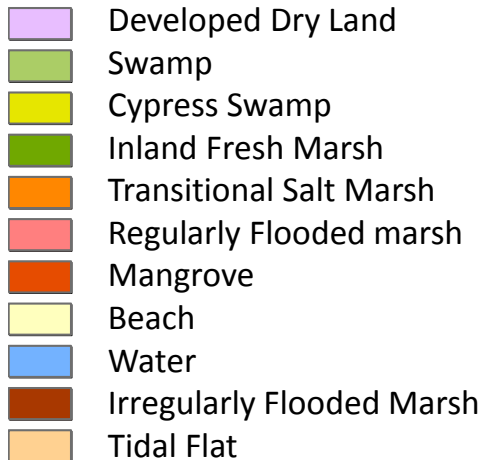 Developed Dry Land
Swamp
Cypress Swamp
Inland Fresh Marsh
Transitional Salt Marsh
Regularly Flooded marsh
Mangrove
Beach
Water
Irregularly Flooded Marsh
Tidal Flat